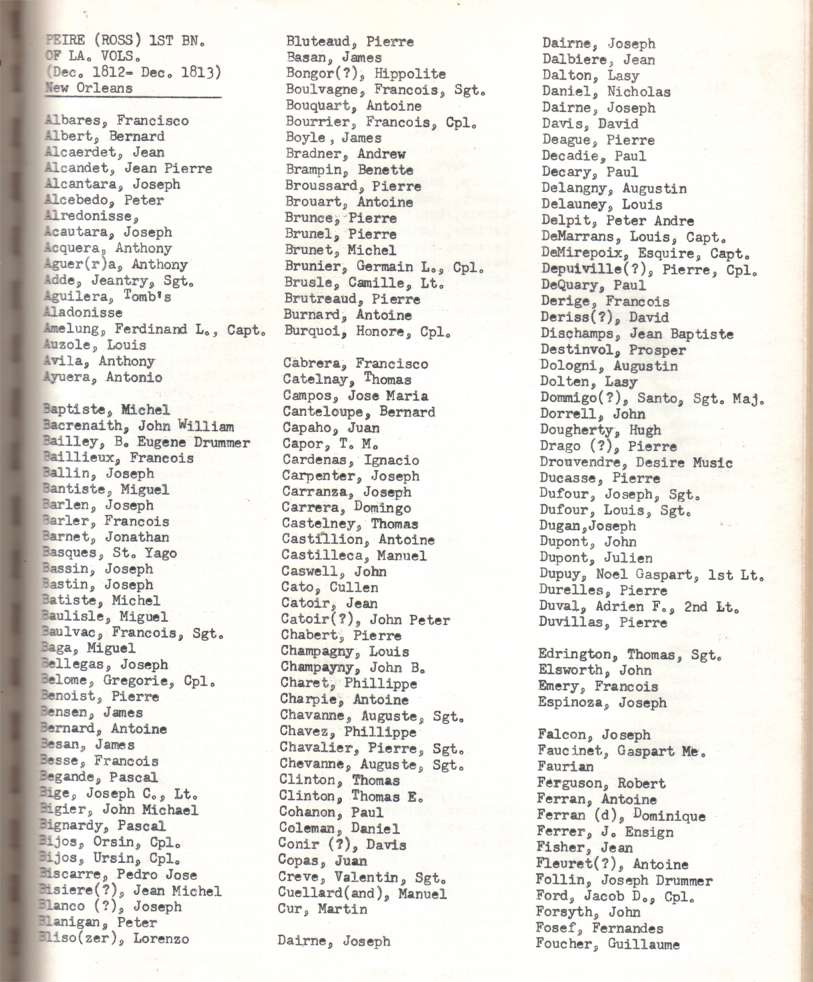 PEIRE (ROSS) 1ST BN.
OF LA. VOLS.
(Dec. 1812- Dec. 1813)
New Orleans
Albares, Francisco
Albert, Bernard
Alcaerdet, Jean
Alcandet, Jean Pierre
Alcantara, Joseph
Alcebedo, Peter
Alredonisse,
Acautara, Joseph
Acquera, Anthony
Aguer(r)a, Anthony
Adde, Jeantry, Sgt.
Aguilera, Tomb's
Aladonisse
Amelung, Ferdinand L., Capt.
Auzole, Louis
Avila, Anthony
Ayuera, Antonio
Baptiste, Michel
Bacrenaith, John William
Bailley, B. Eugene Drummer
Baillieux, Francois
Ballin, Joseph
Bantiste, Miguel
Barlen, Joseph
Barler, Francois
Barnet, Jonathan
Basques, St. Yago
Bassin, Joseph
Bastin, Joseph
Batiste, Michel
Baulisle, Miguel
Baulvac, Francois, Sgt.
Baga, Miguel
Bellegas, Joseph
Belome, Gregorie, Cpl.
Benoist, Pierre
Bensen, James
Bernard, Antoine
Besan, James
Besse, Francois
Begande, Pascal
Bige, Joseph C., Lt.
Bigier, John Michael
Bignardy, Pascal
Bijos, Orsin, Cpl.
Bijos, Ursin, Cpl.
Biscarre, Pedro Jose
Bisiere(?), Jean Michel
Blanco (?), Joseph
Blanigan, Peter
Bliso(zer), Lorenzo
Bluteaud, Pierre
Basan, James
Bongor(?), Hippolite
Boulvagne, Francois, Sgt.
Bouquart, Antoine
Bourrier, Francois, Cpl.
Boyle , James
Bradner, Andrew
Brampin, Benette
Broussard, Pierre
Brouart, Antoine
Brunce, Pierre
Brunel, Pierre
Brunet, Michel
Brunier, Germain L., Cpl.
Brusle, Camille, Lt.
Brutreaud, Pierre
Burnard, Antoine
Burquoi, Honore, Cpl.
Cabrera, Francisco
Catelnay, Thomas
Campos, Jose Maria
Canteloupe, Bernard
Capaho, Juan
Capor, T. M.
Cardenas, Ignacio
Carpenter, Joseph
Carranza, Joseph
Carrera, Domingo
Castelney, Thomas
Castillion, Antoine
Castilleca, Manuel
Caswell, John
Cato, Cullen
Catoir, Jean
Catoir(?), John Peter
Chabert, Pierre
Champagny, Louis
Champayny, John B.
Charet, Phillippe
Charpie, Antoine
Chavanne, Auguste, Sgt.
Chavez, Phillippe
Chavalier, Pierre, Sgt.
Chevanne, Auguste, Sgt.
Clinton, Thomas
Clinton, Thomas E.
Cohanon, Paul
Coleman, Daniel
Conir (?), Davis
Copas, Juan
Creve, Valentin, Sgt.
Cuellard(and), Manuel
Cur, Martin
Dairne, Joseph
Dairne, Joseph
Dalbiere, Jean
Dalton, Lasy
Daniel, Nicholas
Dairne, Joseph
Davis, David
Deague, Pierre
Decadie, Paul
Decary, Paul
Delangny, Augustin
Delauney, Louis
Delpit, Peter Andre
DeMarrans, Louis, Capt.
DeMirepoix, Esquire, Capt.
Depuiville(?), Pierre, Cpl.
DeQuary, Paul
Derige, Francois
Deriss(?), David
Dischamps, Jean Baptiste
Destinvol, Prosper
Dologni, Augustin
Dolten, Lasy
Dommigo(?), Santo, Sgt. Maj.
Dorrell, John
Dougherty, Hugh
Drago (?), Pierre
Drouvendre, Desire Music
Ducasse, Pierre
Dufour, Joseph, Sgt.
Dufour, Louis, Sgt.
Dugan,Joseph
Dupont, John
Dupont, Julien
Dupuy, Noel Gaspart, 1st Lt.
Durelles, Pierre
Duval, Adrien F., 2nd Lt.
Duvillas, Pierre
Edrington, Thomas, Sgt.
Elsworth, John
Emery, Francois
Espinoza, Joseph
Falcon, Joseph
Faucinet, Gaspart Me.
Faurian
Ferguson, Robert
Ferran, Antoine
Ferran (d), Dominique
Ferrer, J. Ensign
Fisher, Jean
Fleuret(?), Antoine
Follin, Joseph Drummer
Ford, Jacob D., Cpl.
Forsyth, John
Fosef, Fernandes
Foucher, Guillaume